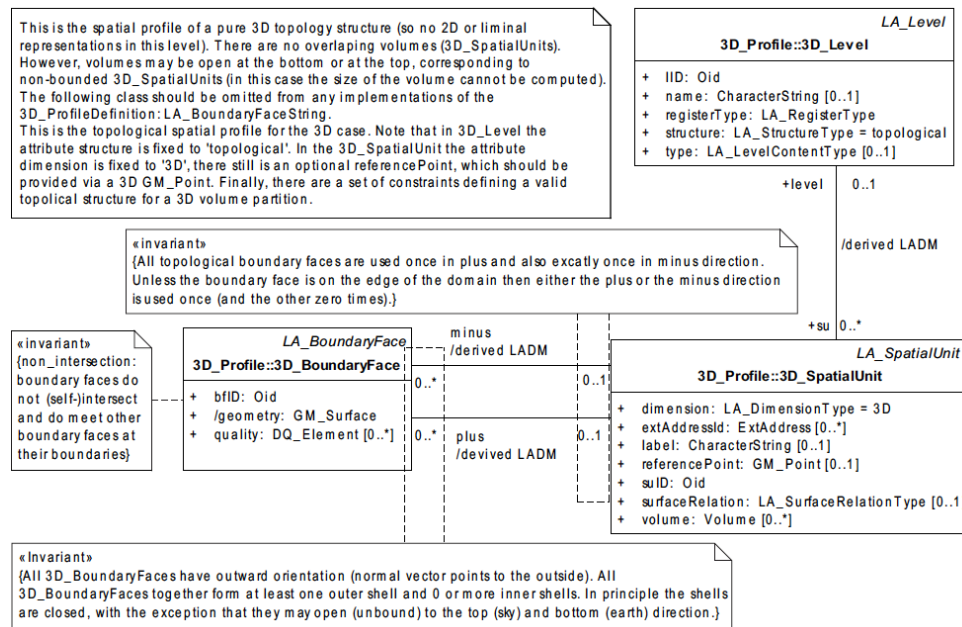 This is the spatial profile of a pure 3D topology structure (so no 2D or liminal
representations in this level). There are no overlaping volumes (3D_SpatialUnits).
However, volumes may be open at the bottom or at the top, corresponding to
non-bounded 3D_SpatialUnits (in this case the size of the volume cannot be computed).
The following class should be omitted from any implementations of the
3D_ProfileDefinition: LA_BoundaryFaceString.
This is the topological spatial profile for the 3D case. Note that in 3D_Level the
attribute structure is fixed to 'topological'. In the 3D_SpatialUnit the attribute
dimension is fixed to '3D', there still is an optional referencePoint, which should be
provided via a 3D GM_Point. Finally, there are a set of constraints defining a valid
topolical structure for a 3D volume partition.
LA_Level
3D_Profile::3D_Level
+ lID: Oid
+ name: CharacterString [0..1]
+ registerType: LA_RegisterType
+ structure: LA_StructureType = topological
+ type: LA_LevelContentType [0..1]
+level 0..1
/derived LADM
+su 0..*
«invariant»
{All topological boundary faces are used once in plus and also excatly once in minus direction.
Unless the boundary face is on the edge of the domain then either the plus or the minus direction
is used once (and the other zero times).}
«invariant»
{non_intersection:
boundary faces do
not (self-)intersect
and do meet other
boundary faces at
their boundaries}
LA_BoundaryFace
3D_Profile::3D_BoundaryFace
+ bfID: Oid
+ /geometry: GM_Surface
+ quality: DQ_Element [0..*]
minus
/derived LADM
0..* 0..1
0..* 0..1
plus
/devived LADM
LA_SpatialUnit
3D_Profile::3D_SpatialUnit
+ dimension: LA_DimensionType = 3D
+ extAddressId: ExtAddress [0..*]
+ label: CharacterString [0..1]
+ referencePoint: GM_Point [0..1]
+ suID: Oid
+ surfaceRelation: LA_SurfaceRelationType [0..1
+ volume: Volume [0..*]
«Invariant»
{All 3D_BoundaryFaces have outward orientation (normal vector points to the outside). All
3D_BoundaryFaces together form at least one outer shell and 0 or more inner shells. In principle the shells
are closed, with the exception that they may open (unbound) to the top (sky) and bottom (earth) direction.}